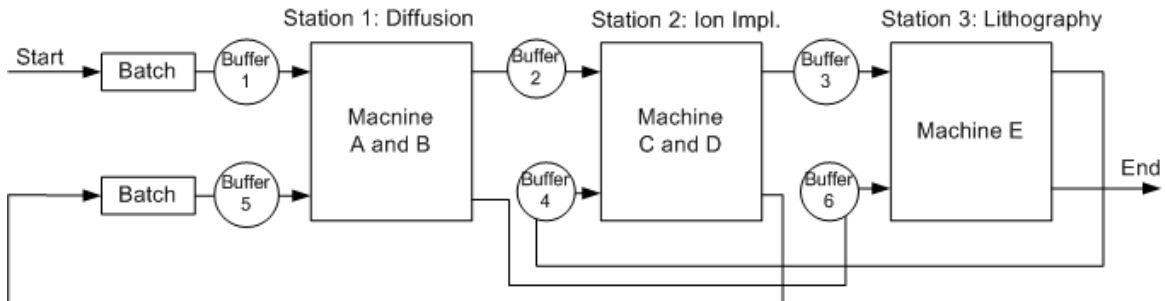 Station 1: Diffusion
Station 2: Ion Impl.
Station 3: Lithography
Start
Batch
Buffer
1
Macnine
A and B
Buffer
2
Machine
C and D
Buffer
3
Machine E
Batch
Buffer
5
Buffer
4
Buffer
6
End